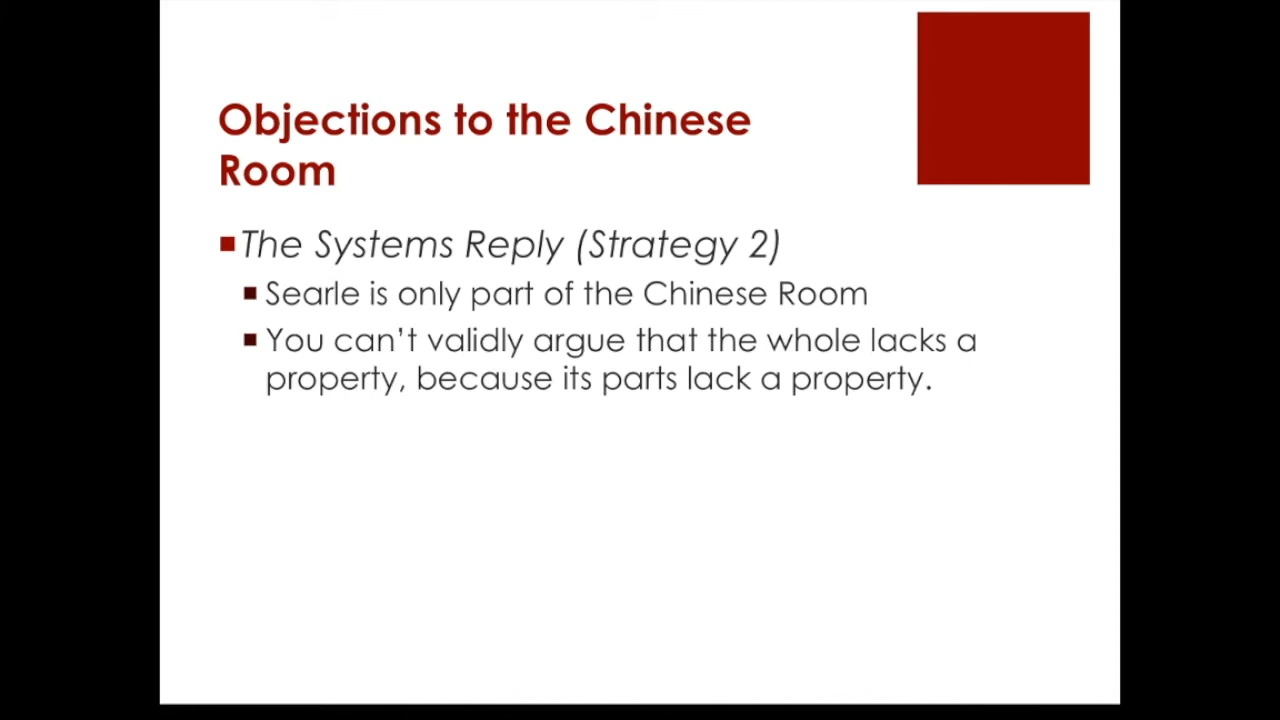 Objections to the Chinese
Room
The Systems Reply (Strategy 2)
Searle is only part of the Chinese Room
You can’t validly argue that the whole lacks a
property, because its parts lack a property.